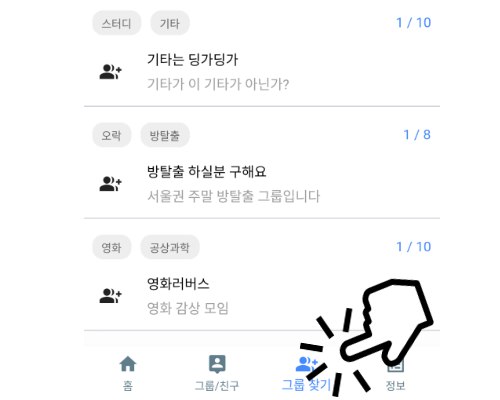 스터디 기타 1 / 10
기타는 딩가딩가
기타가 이 기타가 아닌가?
오락 방탈출 1 / 8
방탈출 하실분 구해요
서울권 주말 방탈출 그룹입니다
영화 공상과학 1 / 10
영화러버스
영화 감상 모임
홈 그룹/친구 그룹 찾기 정보